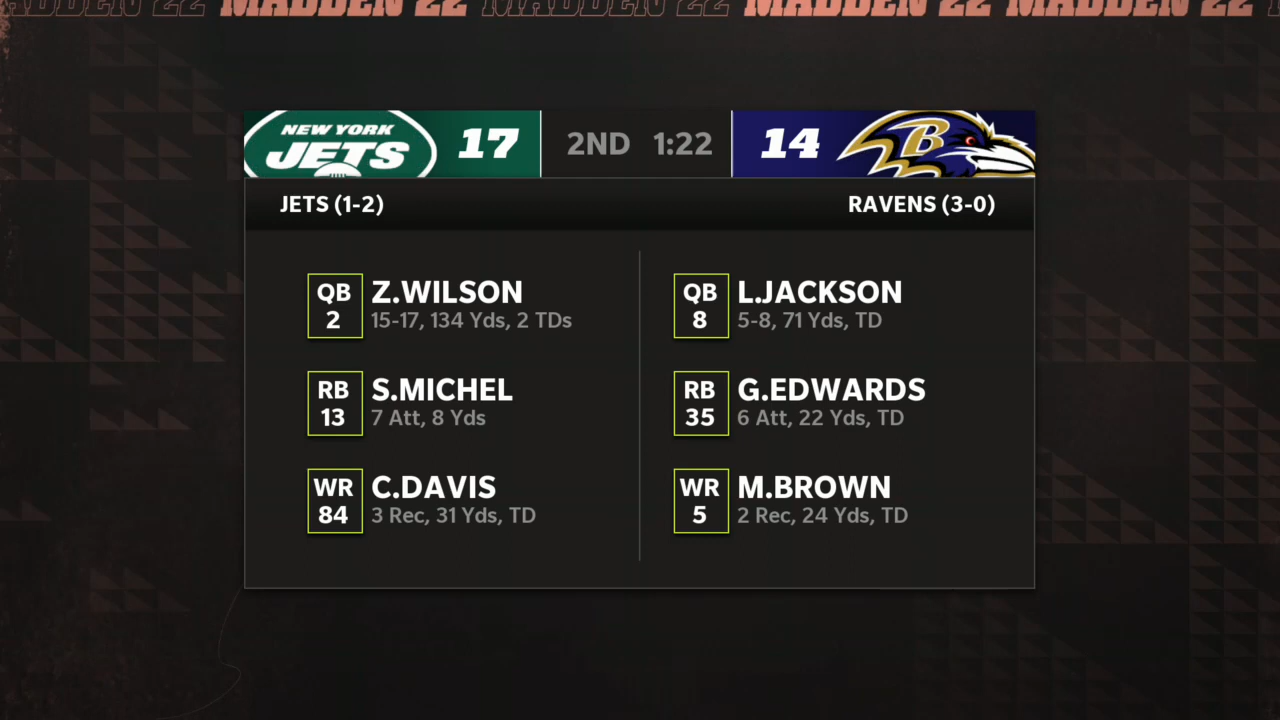 MADDEN 22 MADDEN 22 MADDEN 22 MADDEN 22 MADDEN 22
NEW YORK
JETS
17
2ND 1:22
14
B
JETS (1-2)
RAVENS (3-0)
QB
2
Z.WILSON
15-17, 134 Yds, 2 TDs
RB
13
S.MICHEL
7 Att, 8 Yds
WR
84
C.DAVIS
3 Rec, 31 Yds, TD
QB
8
L.JACKSON
5-8, 71 Yds, TD
RB
35
G.EDWARDS
6 Att, 22 Yds, TD
WR
5
M.BROWN
2 Rec, 24 Yds, TD